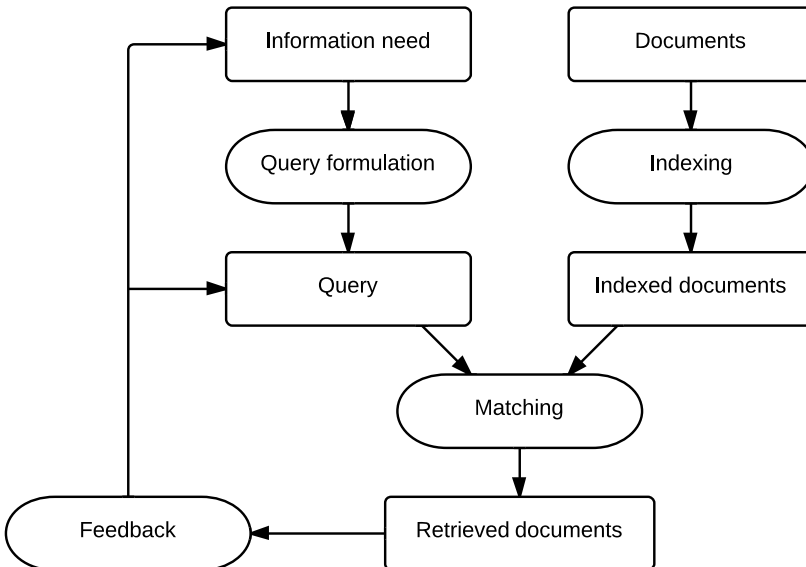 Information need
Documents
Query formulation
Indexing
Query
Indexed documents
Matching
Feedback
Retrieved documents